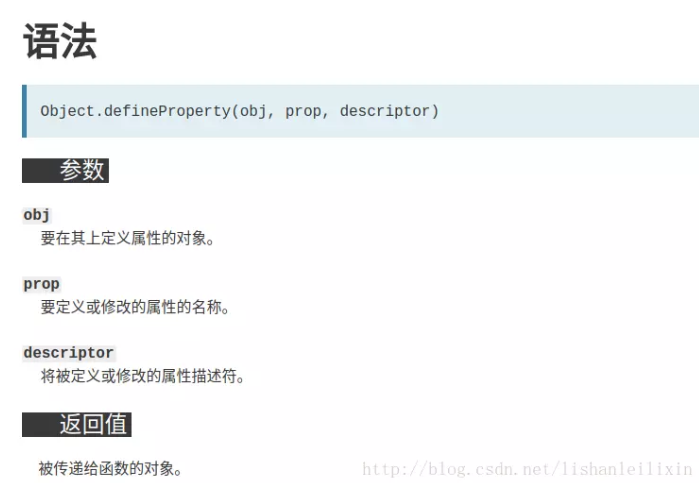 语法
Object.defineProperty(obj, prop, descriptor)
参数
obj
要在其上定义属性的对象。
prop
要定义或修改的属性的名称。
descriptor
将被定义或修改的属性描述符。
返回值
被传递给函数的对象。
http://blog.csdn.net/lishanleilixin